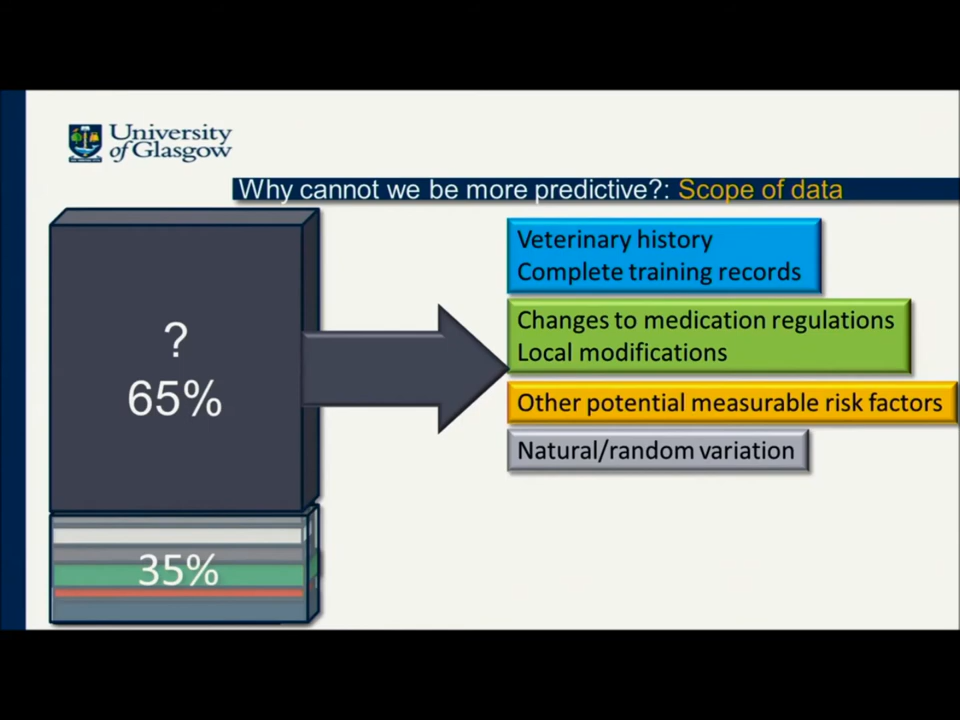 University
of Glasgow
Why cannot we be more predictive?: Scope of data
?
65%
35%
Veterinary history
Complete training records
Changes to medication regulations
Local modifications
Other potential measurable risk factors
Natural/random variation